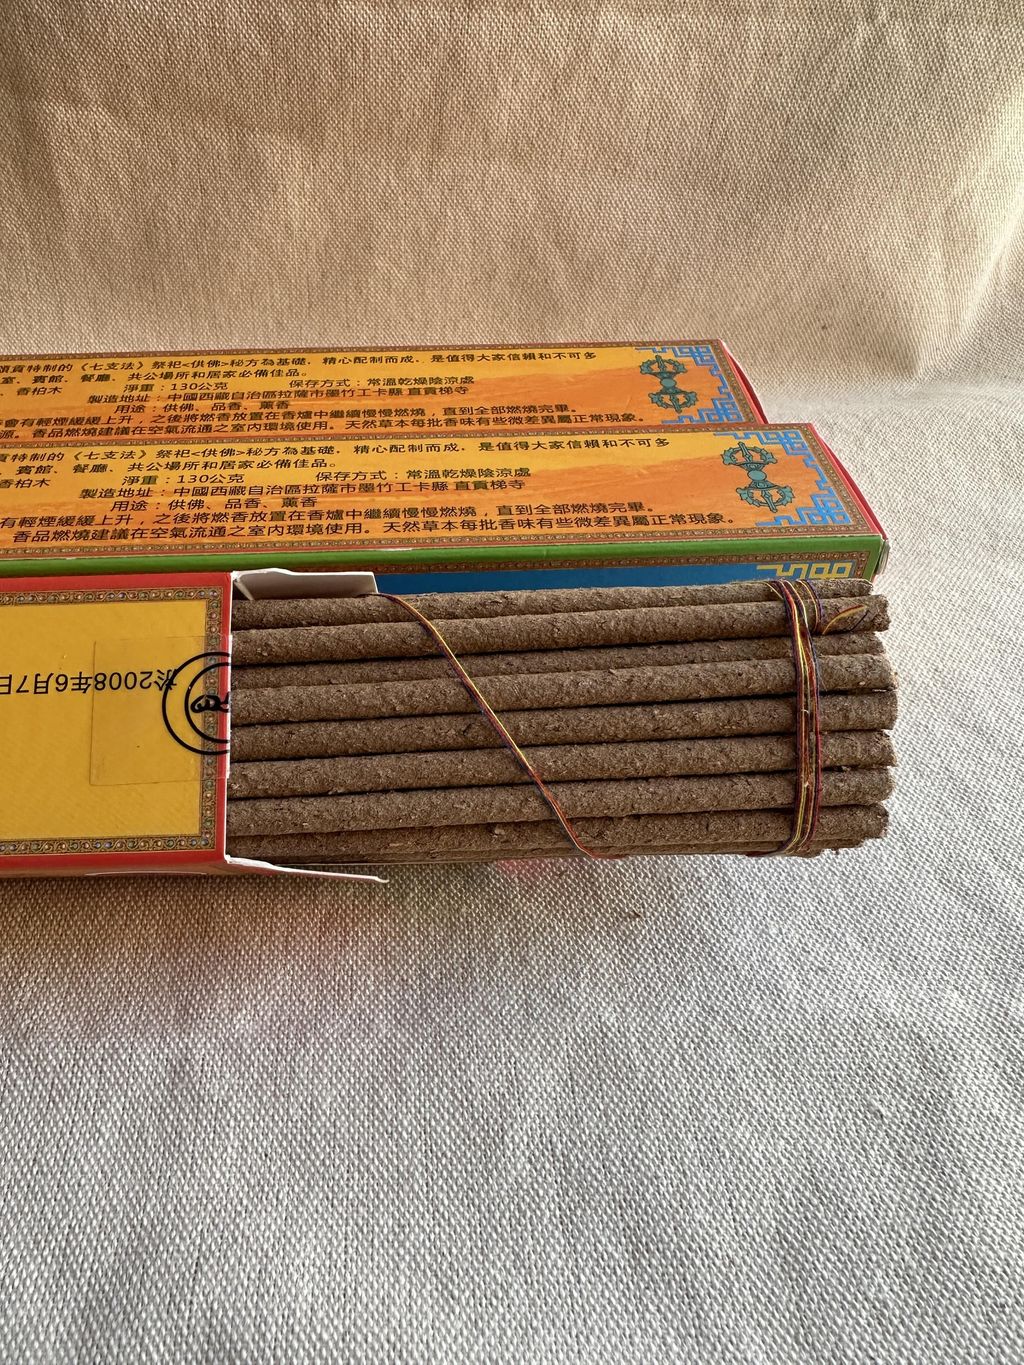 頌貢特制的《七支法》祭祀<供佛>秘方為基礎，精心配制而成，是值得大家信賴和不可多
室、賓館、餐廳、共公場所和居家必備佳品。
、香柏木 淨重：130公克 保存方式：常溫乾燥陰涼處
製造地址：中國西藏自治區拉薩市墨竹工卡縣 直貢梯寺
用途：供佛、品香、薰香
會有輕煙緩緩上升，之後將燃香放置在香爐中繼續慢慢燃燒，直到全部燃燒完畢。
源。香品燃燒建議在空氣流通之室內環境使用。天然草本每批香味有些微差異屬正常現象。
貢特制的《七支法》祭祀<供佛>秘方為基礎，精心配制而成，是值得大家信賴和不可多
、賓館、餐廳、共公場所和居家必備佳品。
香柏木 淨重：130公克 保存方式：常溫乾燥陰涼處
製造地址：中國西藏自治區拉薩市墨竹工卡縣 直貢梯寺
用途：供佛、品香、薰香
有輕煙緩緩上升，之後將燃香放置在香爐中繼續慢慢燃燒，直到全部燃燒完畢。
香品燃燒建議在空氣流通之室內環境使用。天然草本每批香味有些微差異屬正常現象。
於2008年6月7日